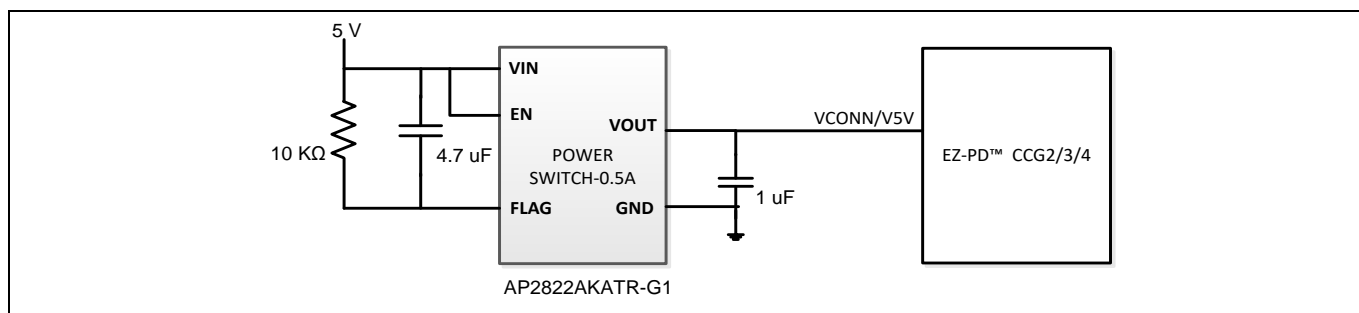 5 V
VIN
EN
VOUT
VCONN/V5V
10 KΩ
4.7 uF
POWER
SWITCH-0.5A
EZ-PD™ CCG2/3/4
FLAG
GND
1 uF
AP2822AKATR-G1